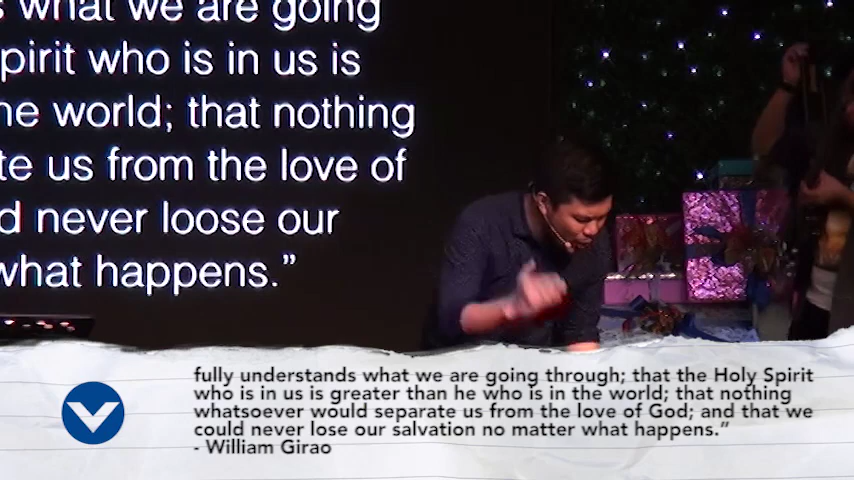 s what we are going
pirit who is in us is
he world; that nothing
te us from the love of
d never loose our
what happens.”
fully understands what we are going through; that the Holy Spirit
who is in us is greater than he who is in the world; that nothing
whatsoever would separate us from the love of God; and that we
could never lose our salvation no matter what happens.”
- William Girao